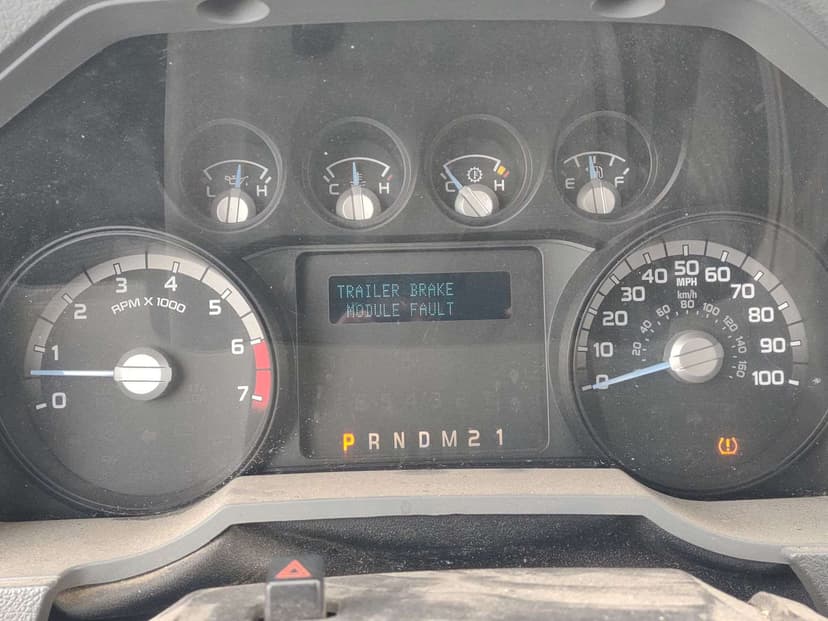 L H
C H
C H
E F
0 1 2 3 4 5 6 7
RPM X 1000
TRAILER BRAKE
MODULE FAULT
P R N D M 2 1
0 10 20 30 40 50 60 70 80 90 100
MPH
km/h
20 40 60 80 100 120 140 160